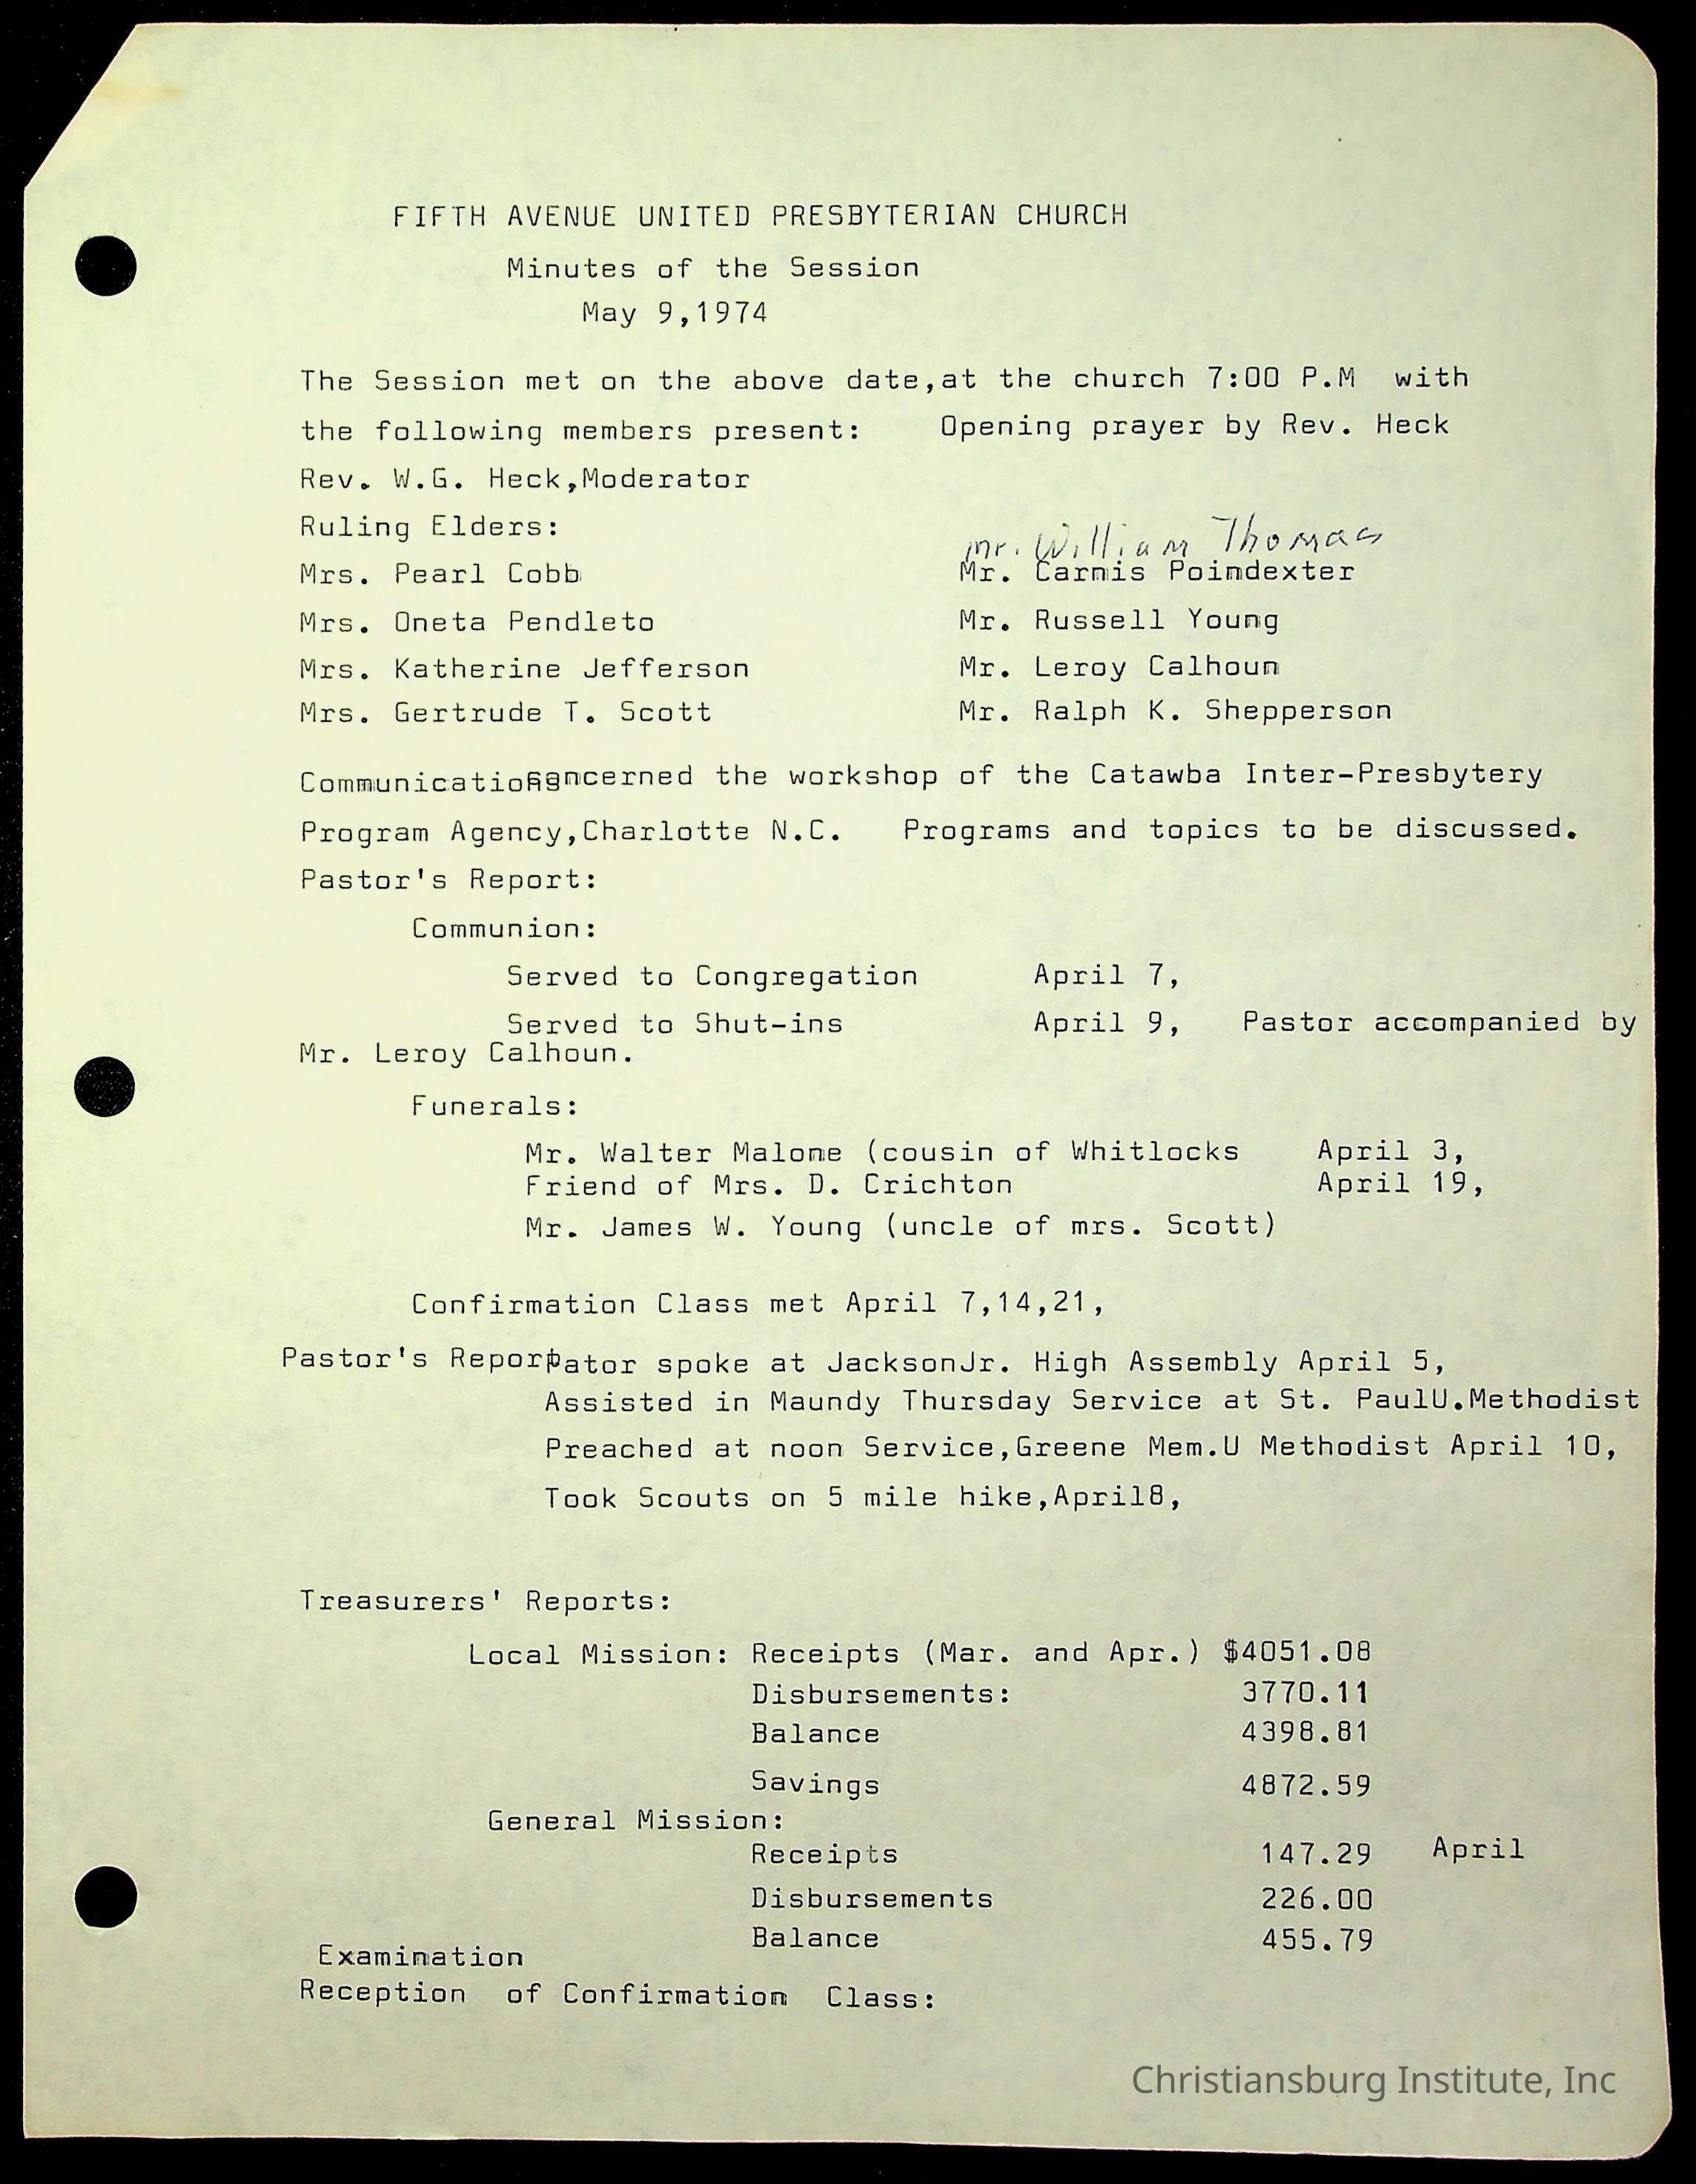 FIFTH AVENUE UNITED PRESBYTERIAN CHURCH
Minutes of the Session
May 9,1974
The Session met on the above date,at the church 7:00 P.M with
the following members present: Opening prayer by Rev. Heck
Rev. W.G. Heck,Moderator
Ruling Elders:
mr. William Thomas
Mrs. Pearl Cobb Mr. Carnis Poindexter
Mrs. Oneta Pendleto Mr. Russell Young
Mrs. Katherine Jefferson Mr. Leroy Calhoun
Mrs. Gertrude T. Scott Mr. Ralph K. Shepperson
Communications concerned the workshop of the Catawba Inter-Presbytery
Program Agency,Charlotte N.C. Programs and topics to be discussed.
Pastor's Report:
Communion:
Served to Congregation April 7,
Served to Shut-ins April 9, Pastor accompanied by
Mr. Leroy Calhoun.
Funerals:
Mr. Walter Malone (cousin of Whitlocks April 3,
Friend of Mrs. D. Crichton April 19,
Mr. James W. Young (uncle of mrs. Scott)
Confirmation Class met April 7,14,21,
Pastor's Report Pator spoke at JacksonJr. High Assembly April 5,
Assisted in Maundy Thursday Service at St. PaulU.Methodist
Preached at noon Service,Greene Mem.U Methodist April 10,
Took Scouts on 5 mile hike,April8,
Treasurers' Reports:
Local Mission: Receipts (Mar. and Apr.) $4051.08
Disbursements: 3770.11
Balance 4398.81
Savings 4872.59
General Mission:
Receipts 147.29 April
Disbursements 226.00
Balance 455.79
Examination
Reception of Confirmation Class:
Christiansburg Institute, Inc